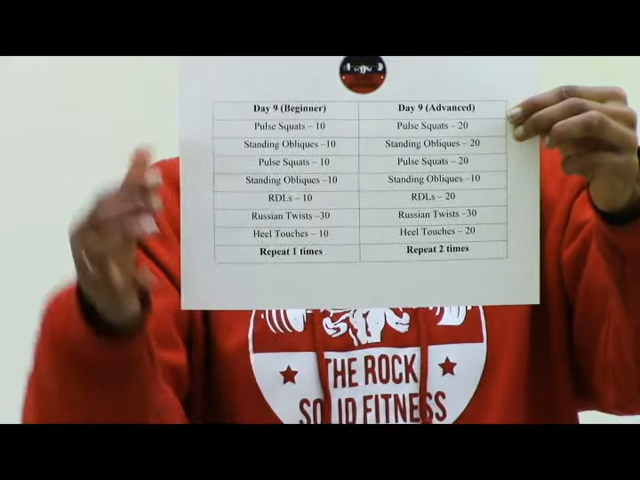 Day 9 (Beginner) Day 9 (Advanced)
Pulse Squats – 10 Pulse Squats – 20
Standing Obliques –10 Standing Obliques – 20
Pulse Squats – 10 Pulse Squats – 20
Standing Obliques –10 Standing Obliques –10
RDLs – 10 RDLs – 20
Russian Twists –30 Russian Twists –30
Heel Touches – 10 Heel Touches – 20
Repeat 1 times Repeat 2 times
THE ROCK
SOLID FITNESS